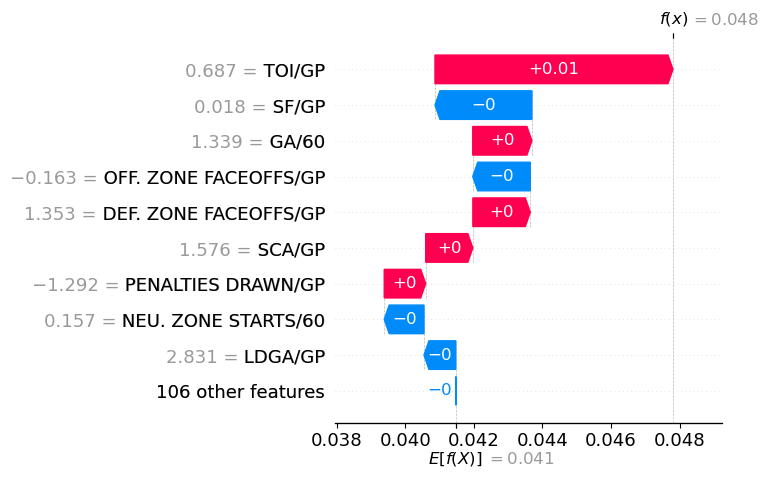 f(x) = 0.048
0.687 = TOI/GP
+0.01
0.018 = SF/GP
−0
1.339 = GA/60
+0
−0.163 = OFF. ZONE FACEOFFS/GP
−0
1.353 = DEF. ZONE FACEOFFS/GP
+0
1.576 = SCA/GP
+0
−1.292 = PENALTIES DRAWN/GP
+0
0.157 = NEU. ZONE STARTS/60
−0
2.831 = LDGA/GP
−0
106 other features
−0
0.038 0.040 0.042 0.044 0.046 0.048
E[f(X)] = 0.041